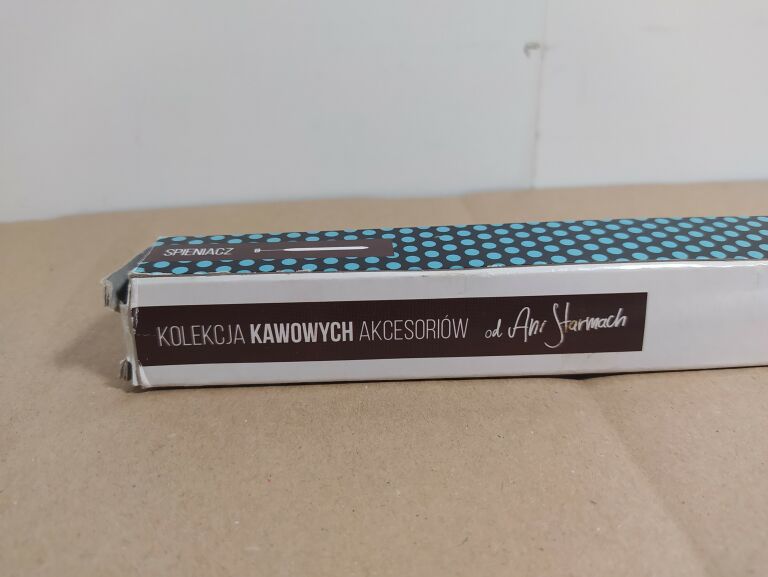 SPIENIACZ
KOLEKCJA KAWOWYCH AKCESORIÓW od Ani Starmach